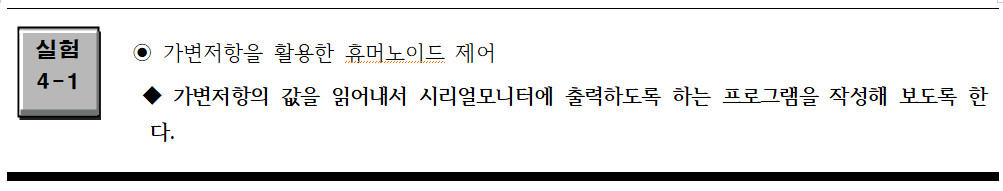 실험
4-1
◉ 가변저항을 활용한 휴머노이드 제어
◆ 가변저항의 값을 읽어내서 시리얼모니터에 출력하도록 하는 프로그램을 작성해 보도록 한
다.